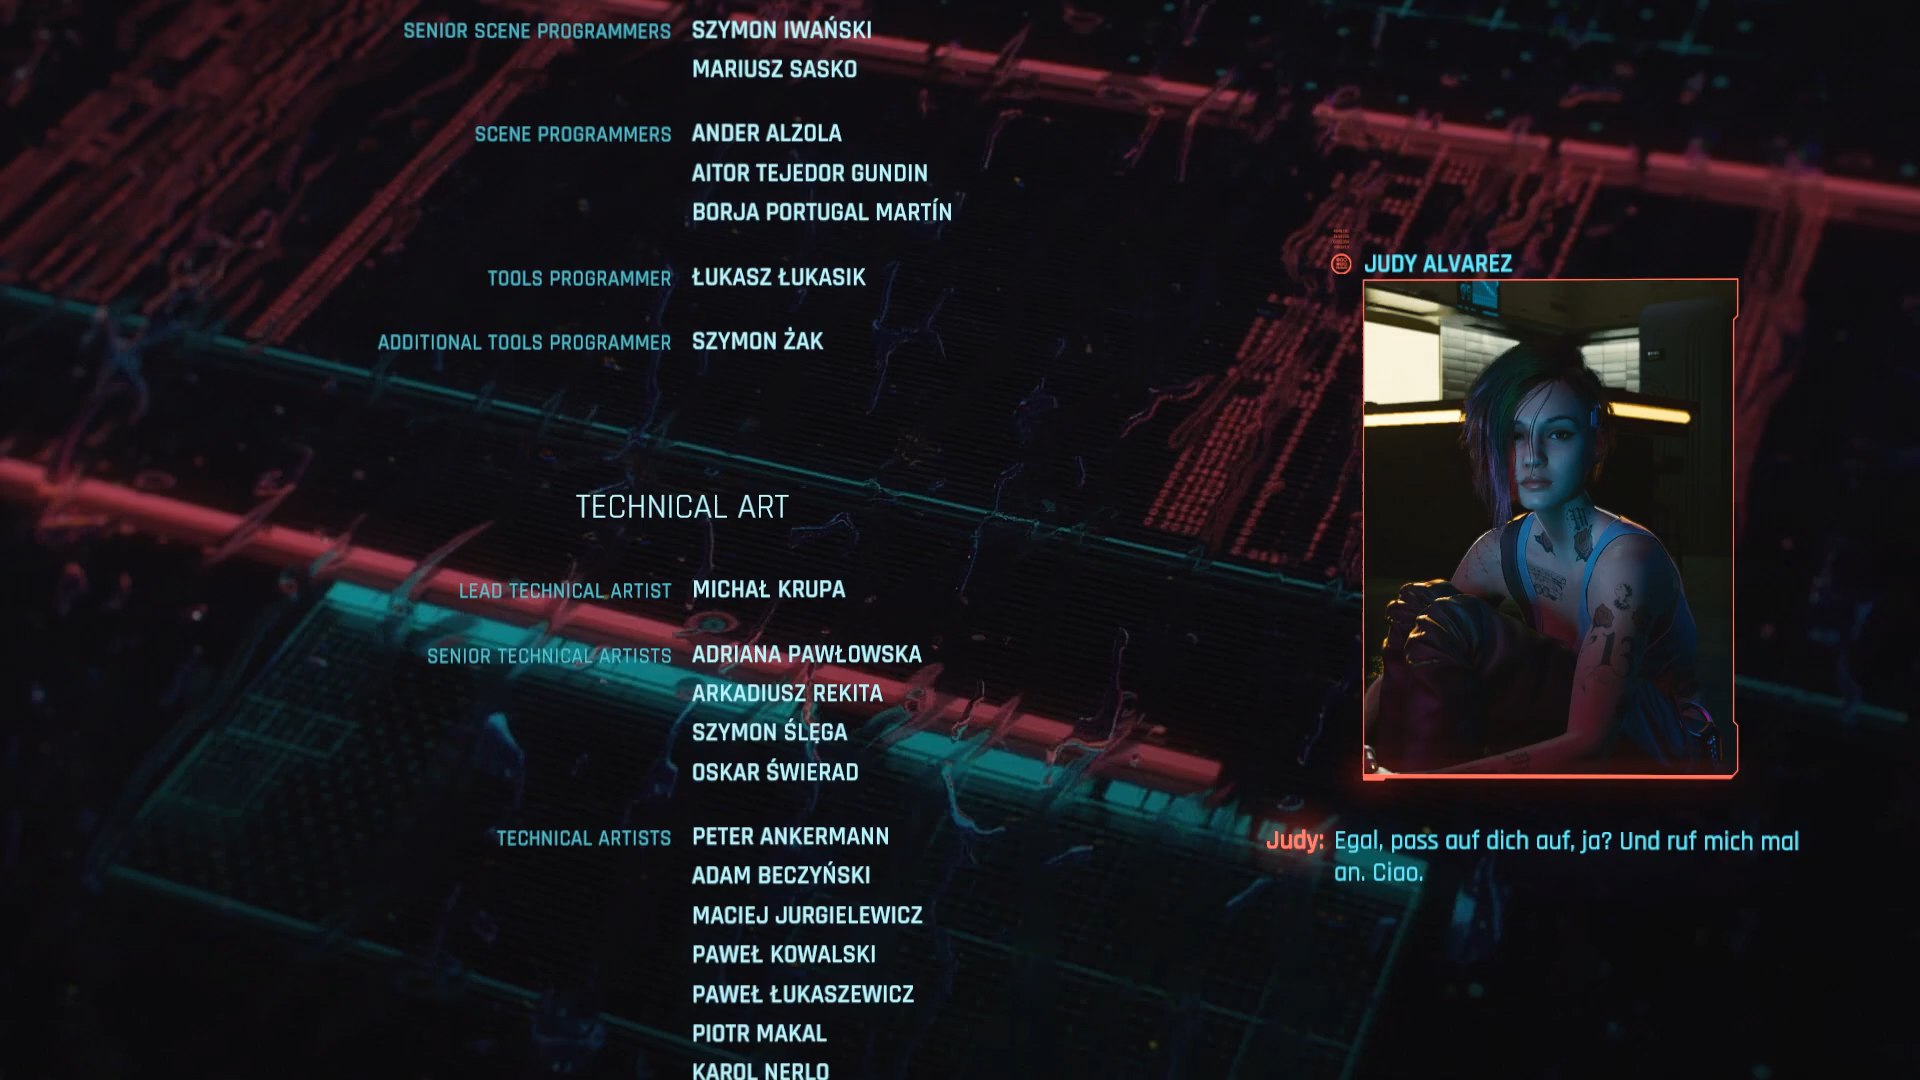 SENIOR SCENE PROGRAMMERS SZYMON IWAŃSKI
MARIUSZ SASKO
SCENE PROGRAMMERS ANDER ALZOLA
AITOR TEJEDOR GUNDIN
BORJA PORTUGAL MARTÍN
TOOLS PROGRAMMER ŁUKASZ ŁUKASIK
ADDITIONAL TOOLS PROGRAMMER SZYMON ŻAK
TECHNICAL ART
LEAD TECHNICAL ARTIST MICHAŁ KRUPA
SENIOR TECHNICAL ARTISTS ADRIANA PAWŁOWSKA
ARKADIUSZ REKITA
SZYMON ŚLĘGA
OSKAR ŚWIERAD
TECHNICAL ARTISTS PETER ANKERMANN
ADAM BECZYŃSKI
MACIEJ JURGIELEWICZ
PAWEŁ KOWALSKI
PAWEŁ ŁUKASZEWICZ
PIOTR MAKAL
KAROL NERLO
JUDY ALVAREZ
13
Judy: Egal, pass auf dich auf, ja? Und ruf mich mal
an. Ciao.